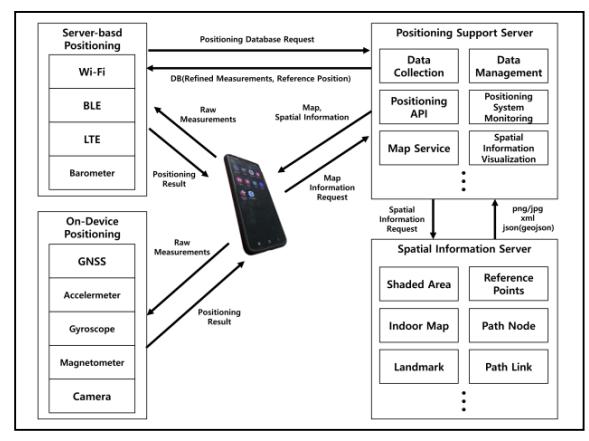 Server-basd
Positioning
Wi-Fi
BLE
LTE
Barometer
On-Device
Positioning
GNSS
Accelermeter
Gyroscope
Magnetometer
Camera
Positioning Database Request
DB(Refined Measurements, Reference Position)
Raw
Measurements
Positioning
Result
Map,
Spatial Information
Map
Information
Request
Raw
Measurements
Positioning
Result
Positioning Support Server
Data
Collection
Data
Management
Positioning
API
Positioning
System
Monitoring
Map Service
Spatial
Information
Visualization
Spatial
Information
Request
png/jpg
xml
json(geojson)
Spatial Information Server
Shaded Area
Reference
Points
Indoor Map
Path Node
Landmark
Path Link